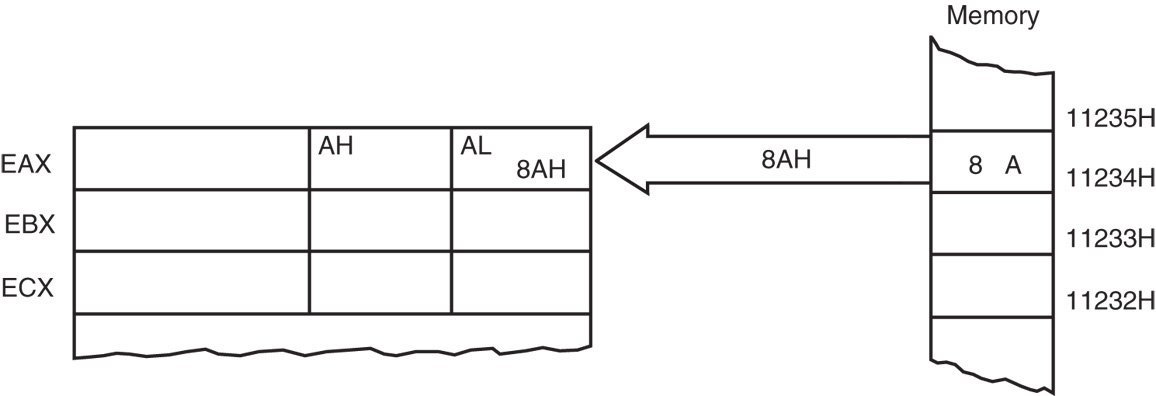 Memory
11235H
EAX
AH
AL
8AH
8AH
8 A
11234H
EBX
11233H
ECX
11232H